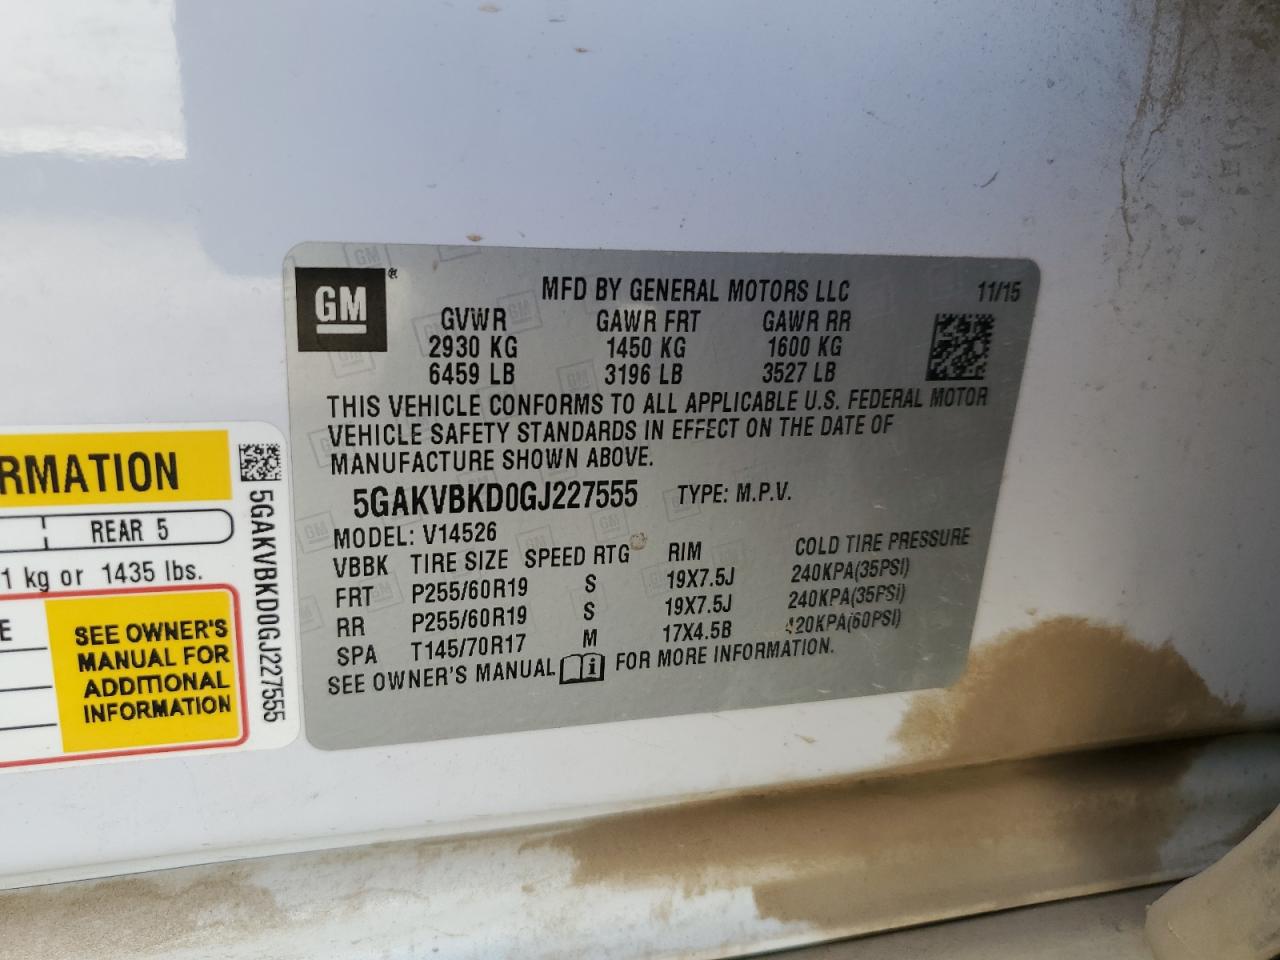 GM®
MFD BY GENERAL MOTORS LLC 11/15
GVWR GAWR FRT GAWR RR
2930 KG 1450 KG 1600 KG
6459 LB 3196 LB 3527 LB
THIS VEHICLE CONFORMS TO ALL APPLICABLE U.S. FEDERAL MOTOR
VEHICLE SAFETY STANDARDS IN EFFECT ON THE DATE OF
MANUFACTURE SHOWN ABOVE.
5GAKVBKD0GJ227555 TYPE: M.P.V.
MODEL: V14526
VBBK TIRE SIZE SPEED RTG RIM COLD TIRE PRESSURE
FRT P255/60R19 S 19X7.5J 240KPA(35PSI)
RR P255/60R19 S 19X7.5J 240KPA(35PSI)
SPA T145/70R17 M 17X4.5B 420KPA(60PSI)
SEE OWNER'S MANUAL i FOR MORE INFORMATION.
RMATION
REAR 5
1 kg or 1435 lbs.
E
SEE OWNER'S
MANUAL FOR
ADDITIONAL
INFORMATION
5GAKVBKD0GJ227555